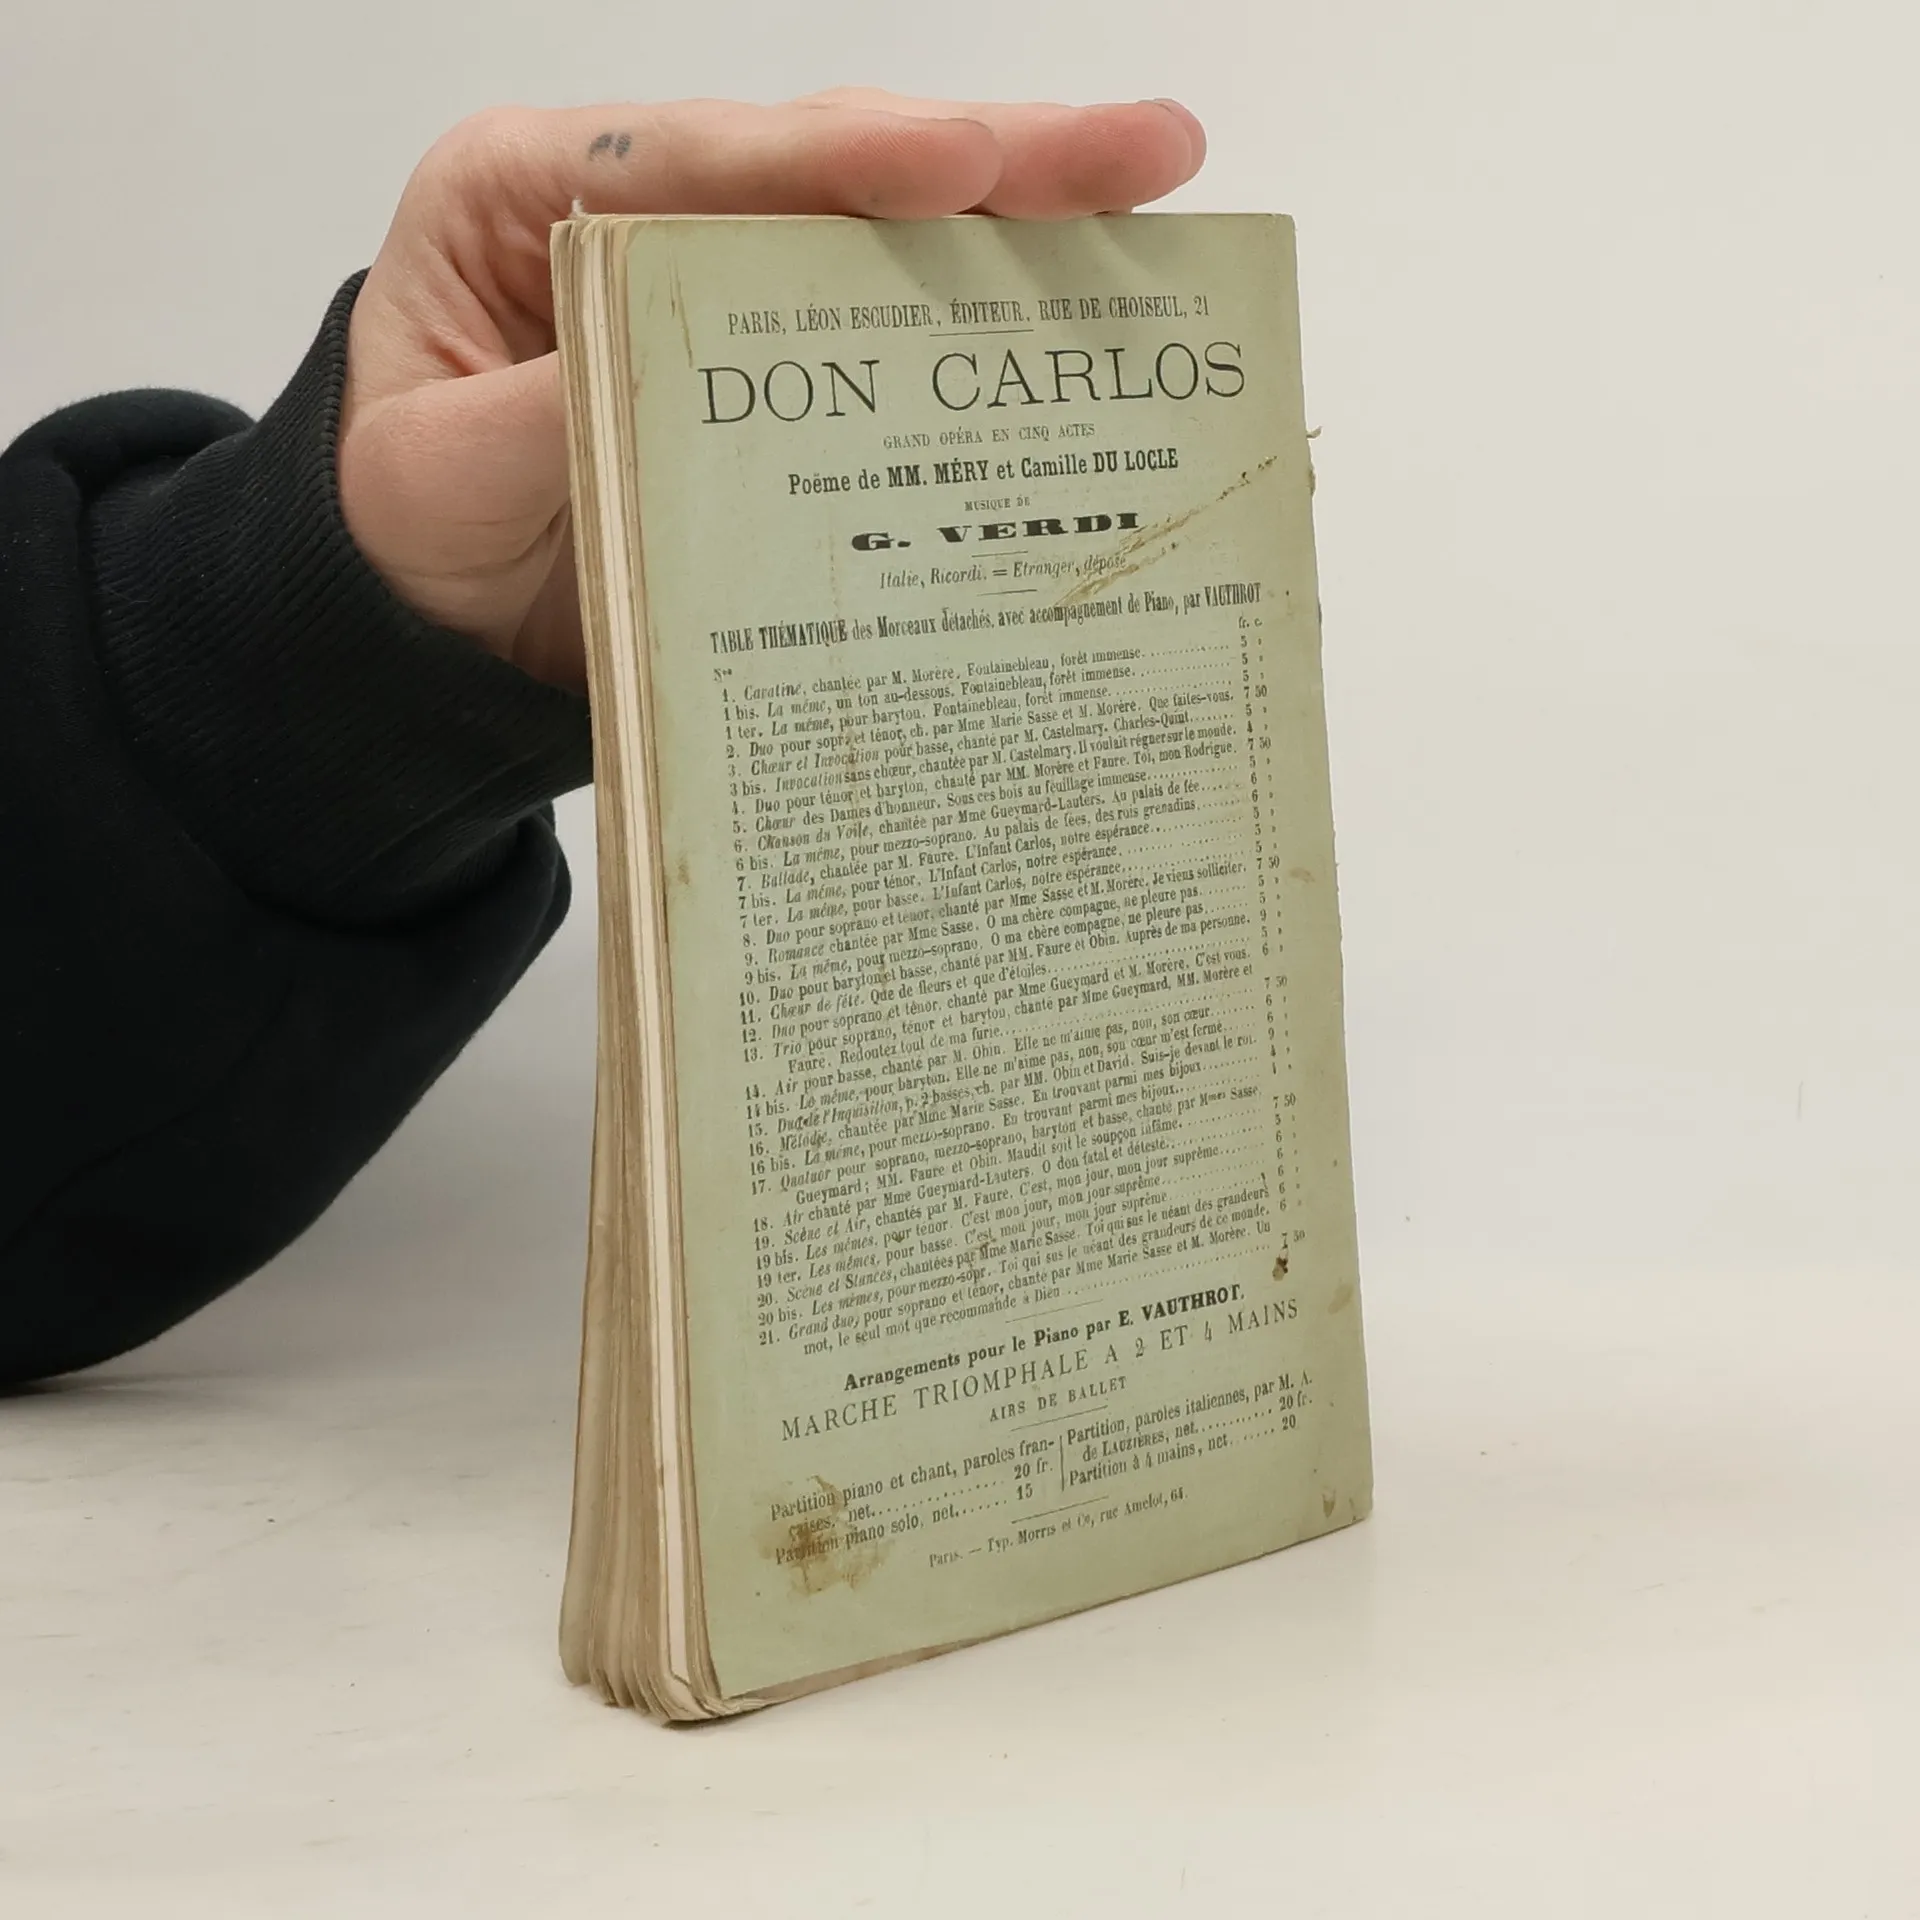 PARIS, LÉON ESCUDIER, ÉDITEUR, RUE DE CHOISEUL, 21
DON CARLOS
GRAND OPÉRA EN CINQ ACTES
Poëme de MM. MÉRY et Camille DU LOCLE
MUSIQUE DE
G. VERDI
Italie, Ricordi. = Etranger, déposé
TABLE THÉMATIQUE des Morceaux détachés, avec accompagnement de Piano, par VAUTHROT
Nos fr. c.
1. Cavatine, chantée par M. Morère. Fontainebleau, forêt immense. 5 »
1 bis. La même, un ton au-dessous. Fontainebleau, forêt immense. 5 »
1 ter. La même, pour baryton. Fontainebleau, forêt immense. 5 »
2. Duo pour sopr. et ténor, ch. par Mme Marie Sasse et M. Morère. Que faites-vous. 7 50
3. Chœur et Invocation pour basse, chanté par M. Castelmary. Charles-Quint. 5 »
3 bis. Invocation sans chœur, chantée par M. Castelmary. Il voulait régner sur le monde. 4 »
4. Duo pour ténor et baryton, chanté par MM. Morère et Faure. Toi, mon Rodrigue. 7 50
5. Chœur des Dames d'honneur. Sous ces bois au feuillage immense. 5 »
6. Chanson du Voile, chantée par Mme Gueymard-Lauters. Au palais de fée. 6 »
6 bis. La même, pour mezzo-soprano. Au palais de fées, des rois grenadins. 6 »
7. Ballade, chantée par M. Faure. L'Infant Carlos, notre espérance. 5 »
7 bis. La même, pour ténor. L'Infant Carlos, notre espérance. 5 »
7 ter. La même, pour basse. L'Infant Carlos, notre espérance. 5 »
8. Duo pour soprano et ténor, chanté par Mme Sasse et M. Morère. Je viens solliciter. 7 50
9. Romance chantée par Mme Sasse. O ma chère compagne, ne pleure pas. 5 »
9 bis. La même, pour mezzo-soprano. O ma chère compagne, ne pleure pas. 5 »
10. Duo pour baryton et basse, chanté par MM. Faure et Obin. Auprès de ma personne. 9 »
11. Chœur de fête. Que de fleurs et que d'étoiles. 5 »
12. Duo pour soprano et ténor, chanté par Mme Gueymard et M. Morère. C'est vous. 6 »
13. Trio pour soprano, ténor et baryton, chanté par Mme Gueymard, MM. Morère et
Faure. Redoutez tout de ma furie. 7 50
14. Air pour basse, chanté par M. Obin. Elle ne m'aime pas, non, son cœur. 6 »
14 bis. Le même, pour baryton. Elle ne m'aime pas, non, son cœur m'est fermé. 6 »
15. Duo de l'Inquisition, p. 2 basses, ch. par MM. Obin et David. Suis-je devant le roi. 9 »
16. Mélodie, chantée par Mme Marie Sasse. En trouvant parmi mes bijoux. 4 »
16 bis. La même, pour mezzo-soprano. En trouvant parmi mes bijoux. 4 »
17. Quatuor pour soprano, mezzo-soprano, baryton et basse, chanté par Mmes Sasse,
Gueymard; MM. Faure et Obin. Maudit soit le soupçon infâme. 7 50
18. Air chanté par Mme Gueymard-Lauters. O don fatal et détesté. 5 »
19. Scène et Air, chantés par M. Faure. C'est, mon jour, mon jour suprême. 6 »
19 bis. Les mêmes, pour ténor. C'est mon jour, mon jour suprême. 6 »
19 ter. Les mêmes, pour basse. C'est mon jour, mon jour suprême. 6 »
20. Scène et Stances, chantées par Mme Marie Sasse. Toi qui sus le néant des grandeurs 6 »
20 bis. Les mêmes, pour mezzo-sopr. Toi qui sus le néant des grandeurs de ce monde. 6 »
21. Grand duo, pour soprano et ténor, chanté par Mme Marie Sasse et M. Morère. Un
mot, le seul mot que recommande à Dieu 7 50
Arrangements pour le Piano par E. VAUTHROT.
MARCHE TRIOMPHALE A 2 ET 4 MAINS
AIRS DE BALLET
Partition piano et chant, paroles fran-
çaises, net. 20 fr.
Partition piano solo, net. 15
Partition, paroles italiennes, par M. A.
de LAUZIÈRES, net. 20 fr.
Partition à 4 mains, net. 20
Paris. — Typ. Morris et Ce, rue Amelot, 64.